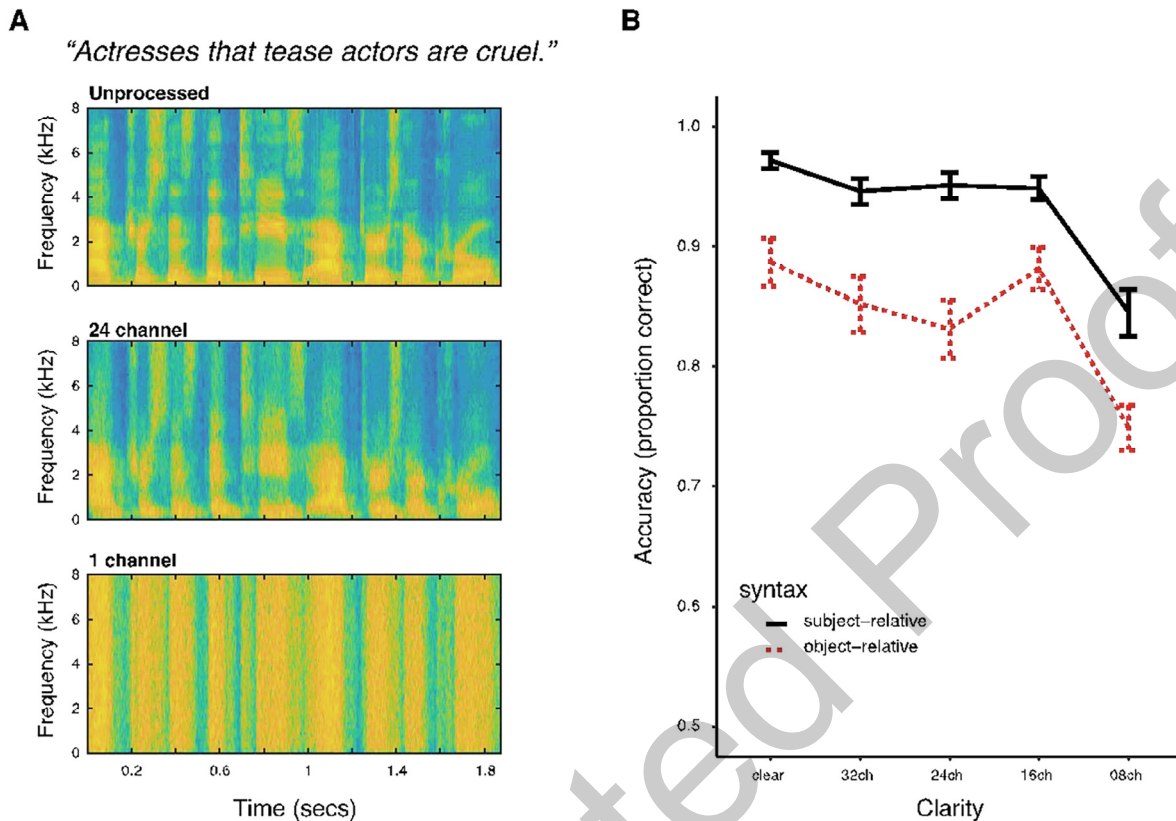 A
"Actresses that tease actors are cruel."
Unprocessed
Frequency (kHz)
8
6
4
2
0
24 channel
Frequency (kHz)
8
6
4
2
0
1 channel
Frequency (kHz)
8
6
4
2
0
0.2 0.6 1 1.4 1.8
Time (secs)
B
Accuracy (proportion correct)
1.0
0.9
0.8
0.7
0.6
0.5
syntax
subject-relative
object-relative
clear 32ch 24ch 16ch 08ch
Clarity
ted Proof